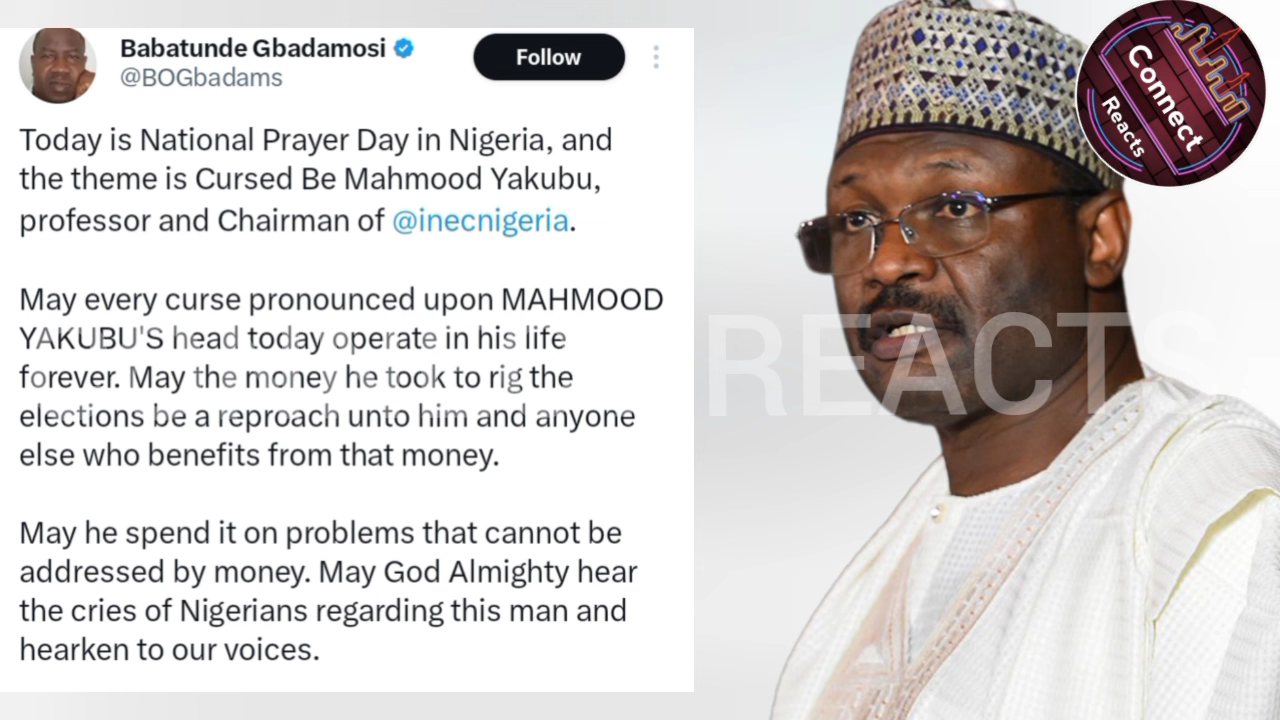 Babatunde Gbadamosi
@BOGbadams
Follow
Today is National Prayer Day in Nigeria, and
the theme is Cursed Be Mahmood Yakubu,
professor and Chairman of @inecnigeria.
May every curse pronounced upon MAHMOOD
YAKUBU'S head today operate in his life
forever. May the money he took to rig the
elections be a reproach unto him and anyone
else who benefits from that money.
May he spend it on problems that cannot be
addressed by money. May God Almighty hear
the cries of Nigerians regarding this man and
hearken to our voices.
Connect
Reacts
REACTS